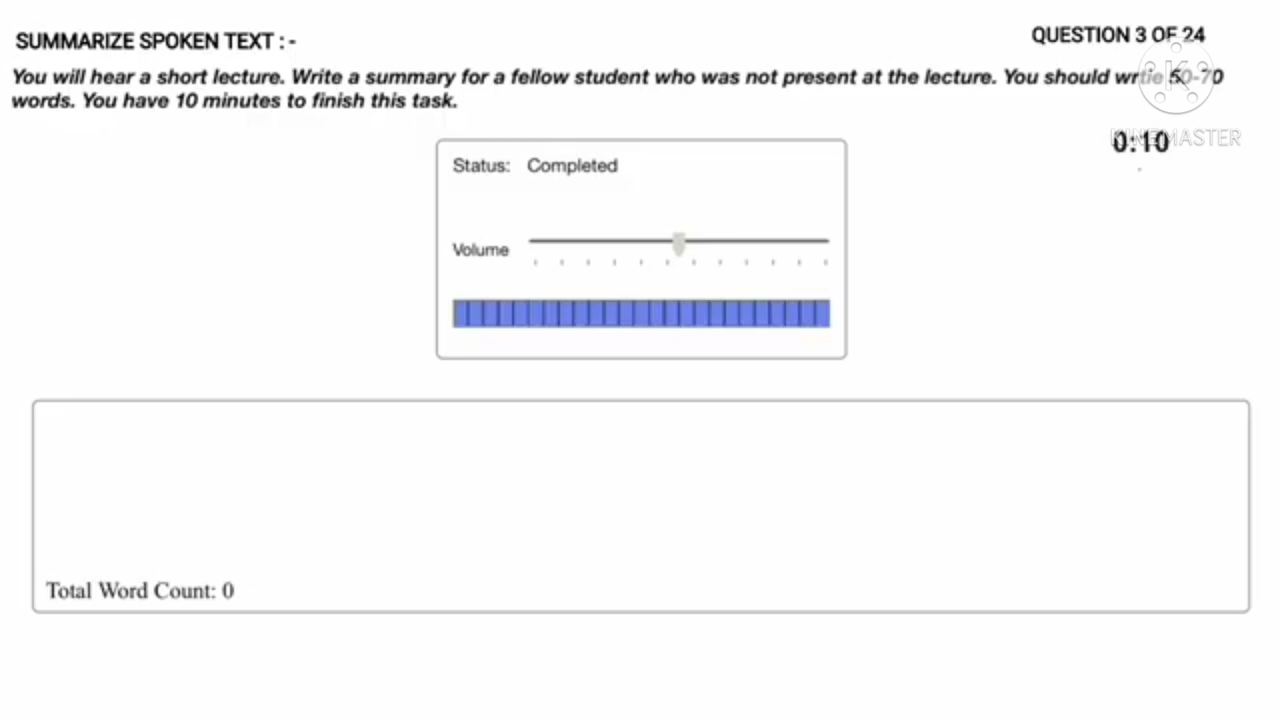 SUMMARIZE SPOKEN TEXT : -
QUESTION 3 OF 24
You will hear a short lecture. Write a summary for a fellow student who was not present at the lecture. You should wrtie 50-70
words. You have 10 minutes to finish this task.
K
KINEMASTER
0:10
Status: Completed
Volume
Total Word Count: 0